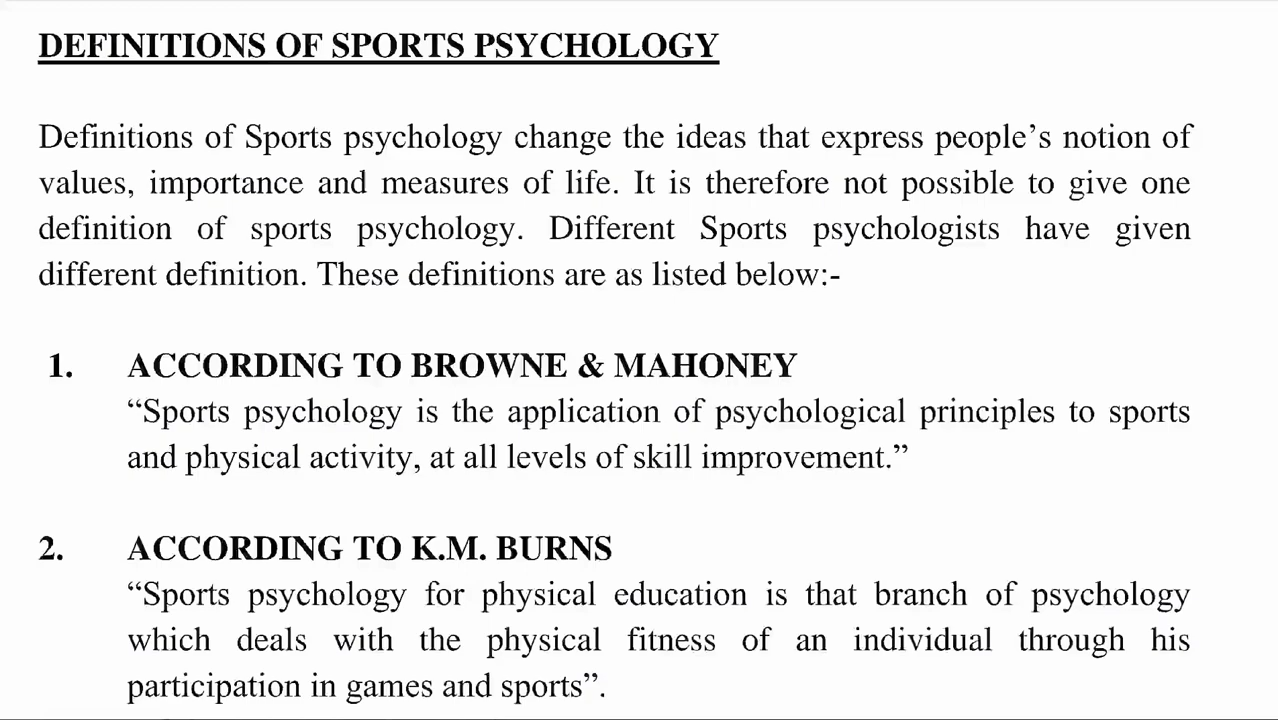 DEFINITIONS OF SPORTS PSYCHOLOGY
Definitions of Sports psychology change the ideas that express people’s notion of
values, importance and measures of life. It is therefore not possible to give one
definition of sports psychology. Different Sports psychologists have given
different definition. These definitions are as listed below:-
1. ACCORDING TO BROWNE & MAHONEY
“Sports psychology is the application of psychological principles to sports
and physical activity, at all levels of skill improvement.”
2. ACCORDING TO K.M. BURNS
“Sports psychology for physical education is that branch of psychology
which deals with the physical fitness of an individual through his
participation in games and sports”.